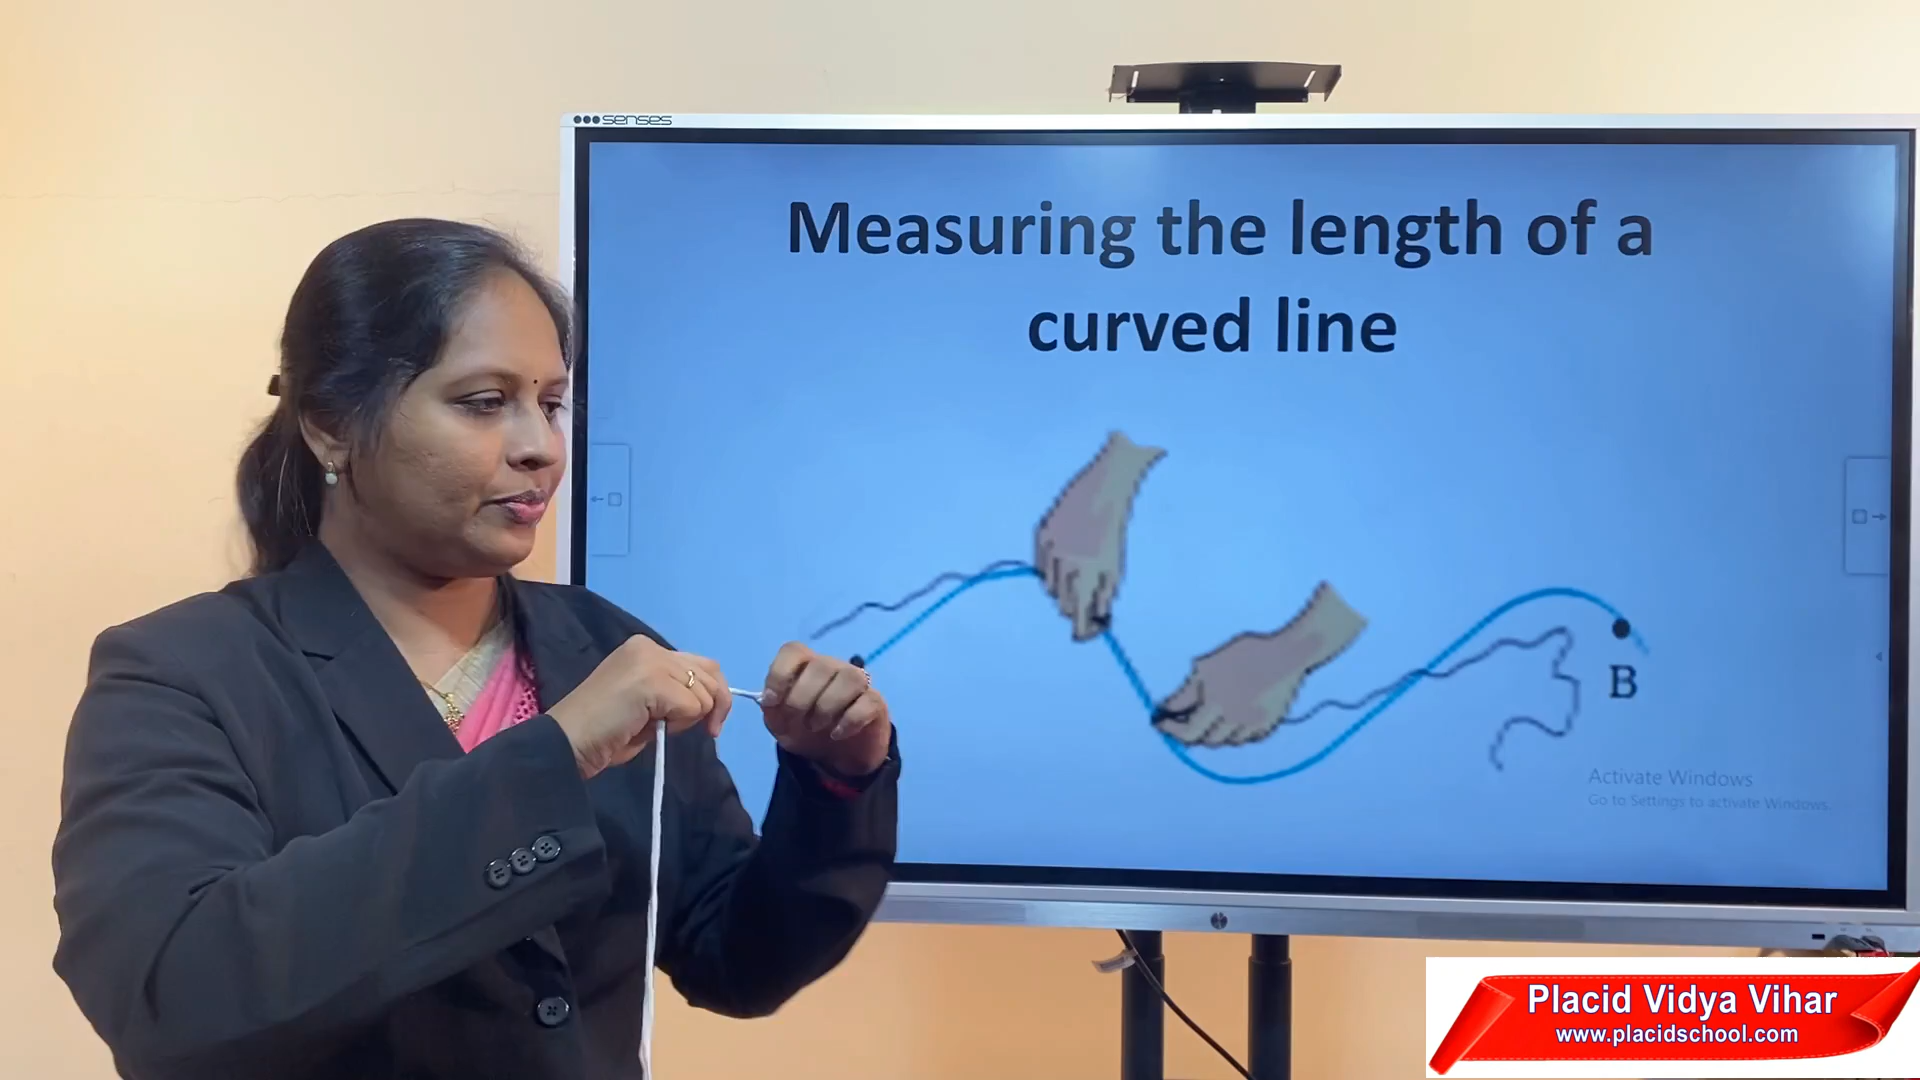 senses
Measuring the length of a
curved line
B
Activate Windows
Go to Settings to activate Windows.
Placid Vidya Vihar
www.placidschool.com